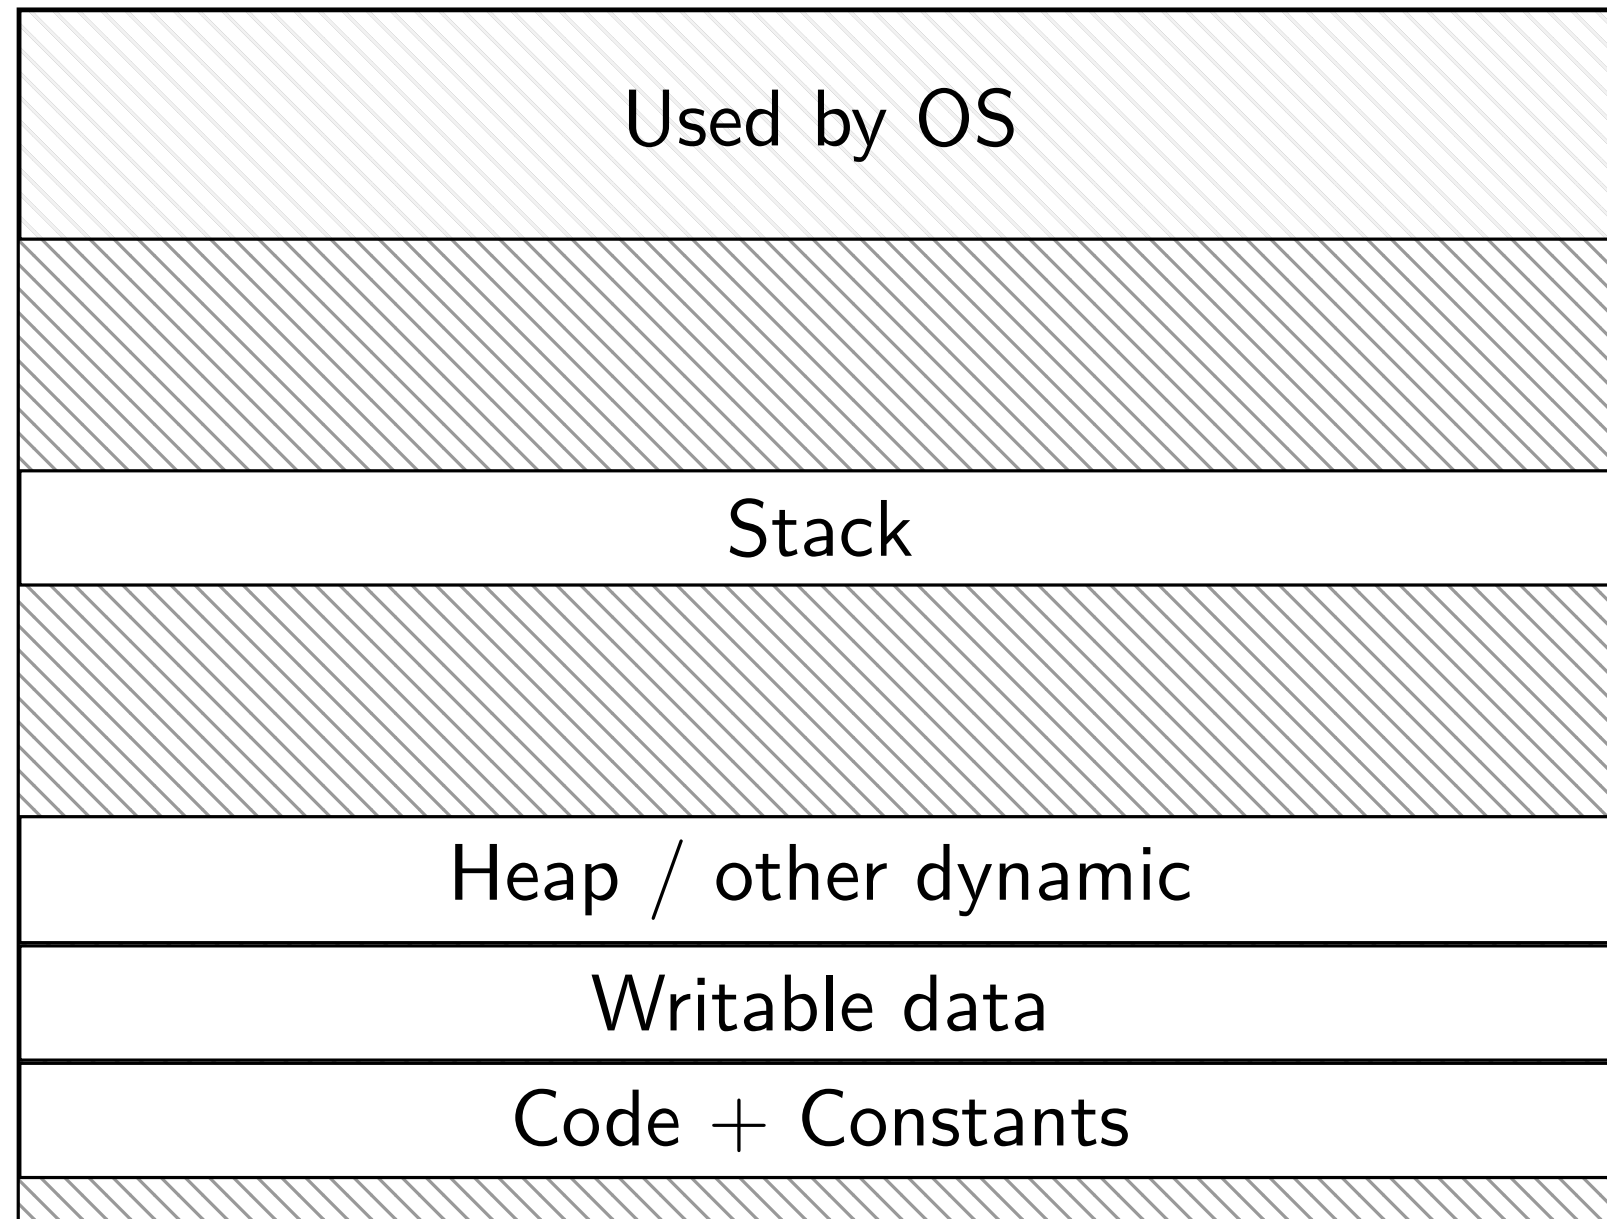 Used by OS
Stack
Heap / other dynamic
Writable data
Code + Constants